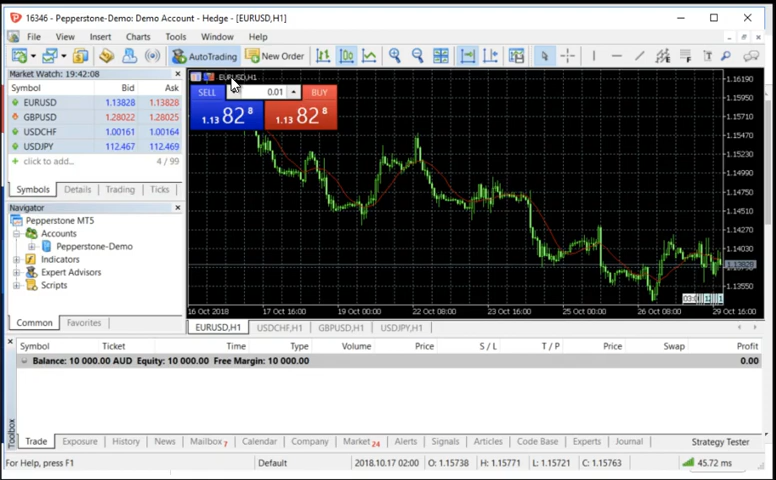 16346 - Pepperstone-Demo: Demo Account - Hedge - [EURUSD,H1]
File View Insert Charts Tools Window Help
AutoTrading New Order
Market Watch: 19:42:08
Symbol Bid Ask
EURUSD 1.13828 1.13828
GBPUSD 1.28022 1.28025
USDCHF 1.00161 1.00164
USDJPY 112.467 112.469
+ click to add... 4 / 99
Symbols Details Trading Ticks
Navigator
Pepperstone MT5
Accounts
Pepperstone-Demo
Indicators
Expert Advisors
Scripts
Common Favorites
EURUSD,H1
SELL 0.01 BUY
1.13 82 8 1.13 82 8
1.16190
1.15950
1.15710
1.15470
1.15230
1.14990
1.14750
1.14510
1.14270
1.14030
1.13828
1.13550
16 Oct 2018 17 Oct 16:00 19 Oct 00:00 22 Oct 08:00 23 Oct 16:00 25 Oct 00:00 26 Oct 08:00 29 Oct 16:00
EURUSD,H1 USDCHF,H1 GBPUSD,H1 USDJPY,H1
Symbol Ticket Time Type Volume Price S / L T / P Price Swap Profit
Balance: 10 000.00 AUD Equity: 10 000.00 Free Margin: 10 000.00 0.00
Toolbox
Trade Exposure History News Mailbox 7 Calendar Company Market 24 Alerts Signals Articles Code Base Experts Journal Strategy Tester
For Help, press F1 Default 2018.10.17 02:00 O: 1.15738 H: 1.15771 L: 1.15721 C: 1.15763 45.72 ms